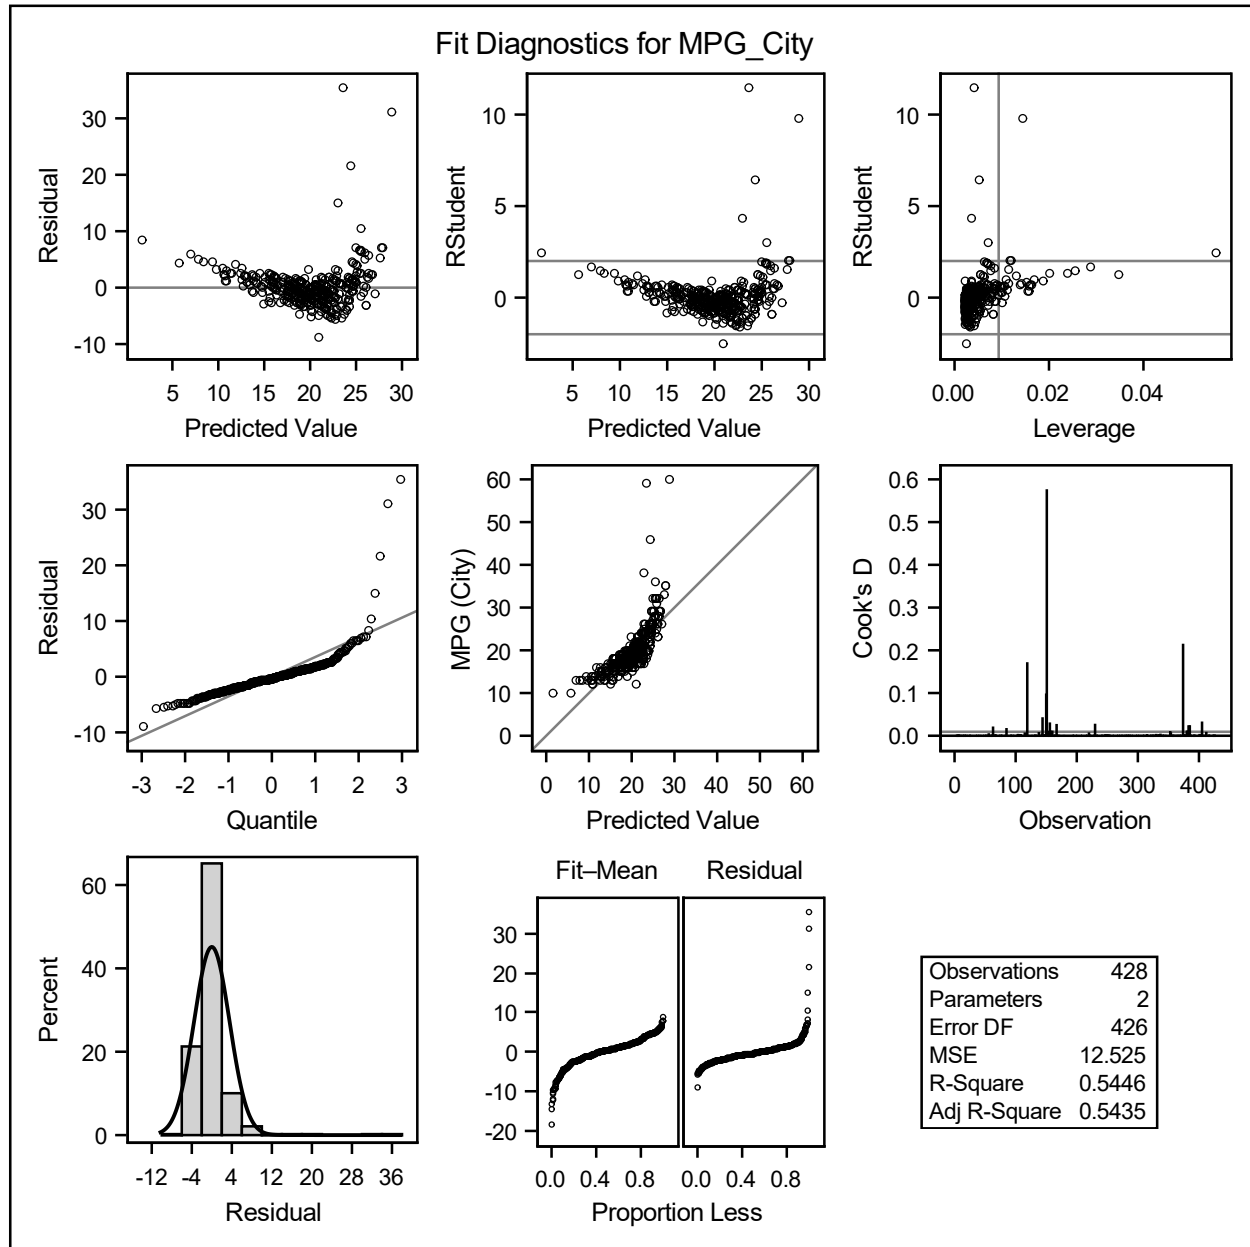 Fit Diagnostics for MPG_City
30
20
10
0
-10
Residual
5 10 15 20 25 30
Predicted Value
10
5
0
RStudent
5 10 15 20 25 30
Predicted Value
10
5
0
RStudent
0.00 0.02 0.04
Leverage
30
20
10
0
-10
Residual
-3 -2 -1 0 1 2 3
Quantile
60
50
40
30
20
10
0
MPG (City)
0 10 20 30 40 50 60
Predicted Value
0.6
0.5
0.4
0.3
0.2
0.1
0.0
Cook's D
0 100 200 300 400
Observation
60
40
20
0
Percent
-12 -4 4 12 20 28 36
Residual
Fit–Mean Residual
30
20
10
0
-10
-20
0.0 0.4 0.8 0.0 0.4 0.8
Proportion Less
Observations 428
Parameters 2
Error DF 426
MSE 12.525
R-Square 0.5446
Adj R-Square 0.5435